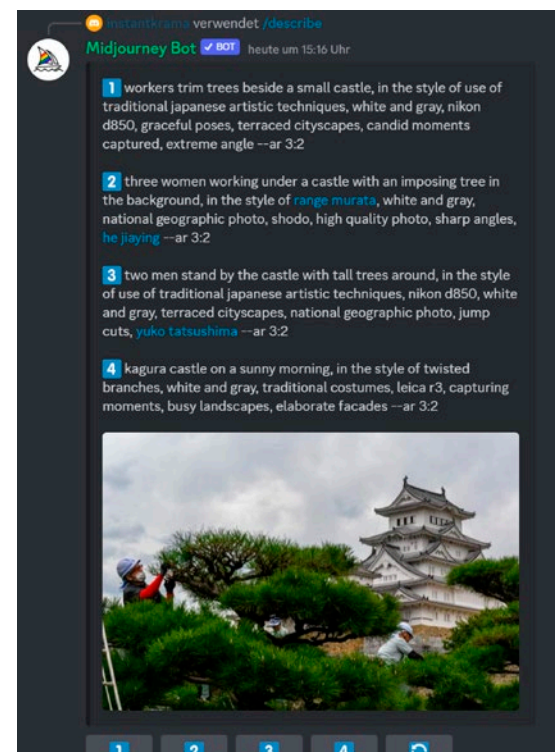 instantkrama verwendet /describe
Midjourney Bot ✓ BOT heute um 15:16 Uhr
1 workers trim trees beside a small castle, in the style of use of
traditional japanese artistic techniques, white and gray, nikon
d850, graceful poses, terraced cityscapes, candid moments
captured, extreme angle --ar 3:2
2 three women working under a castle with an imposing tree in
the background, in the style of range murata, white and gray,
national geographic photo, shodo, high quality photo, sharp angles,
he jiaying --ar 3:2
3 two men stand by the castle with tall trees around, in the style
of use of traditional japanese artistic techniques, nikon d850, white
and gray, terraced cityscapes, national geographic photo, jump
cuts, yuko tatsushima --ar 3:2
4 kagura castle on a sunny morning, in the style of twisted
branches, white and gray, traditional costumes, leica r3, capturing
moments, busy landscapes, elaborate facades --ar 3:2
1 2 3 4